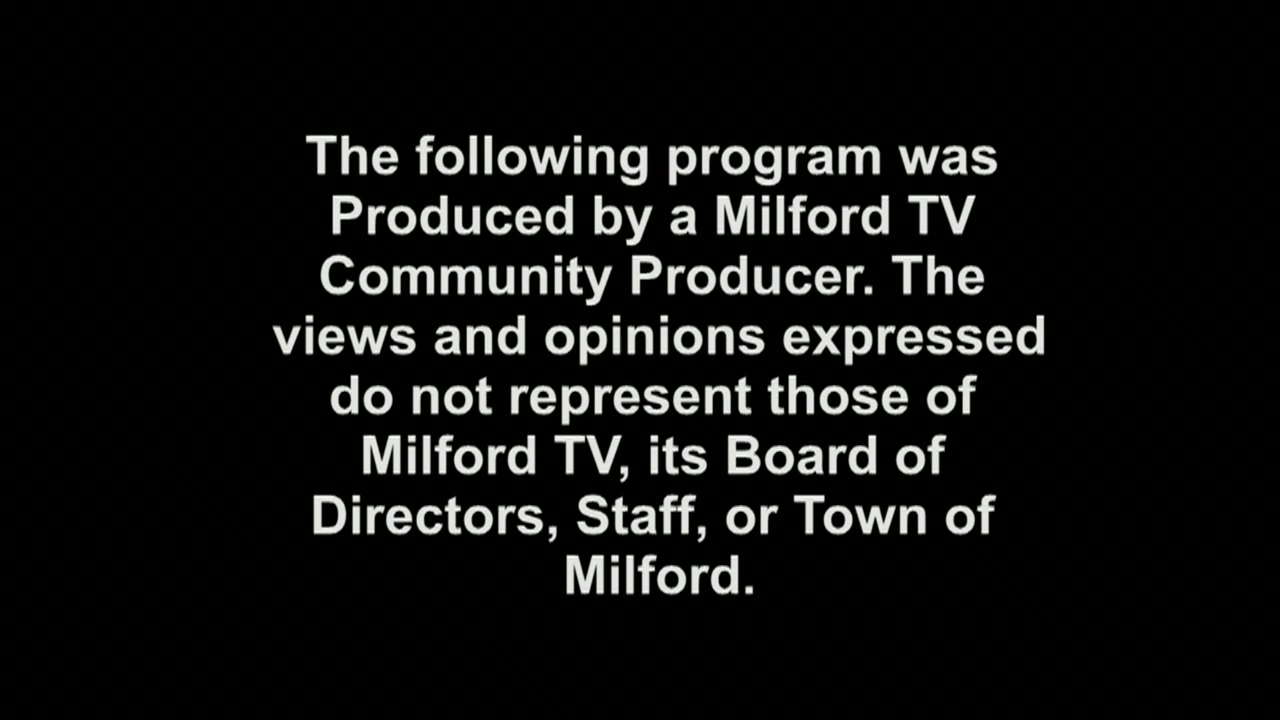 The following program was
Produced by a Milford TV
Community Producer. The
views and opinions expressed
do not represent those of
Milford TV, its Board of
Directors, Staff, or Town of
Milford.